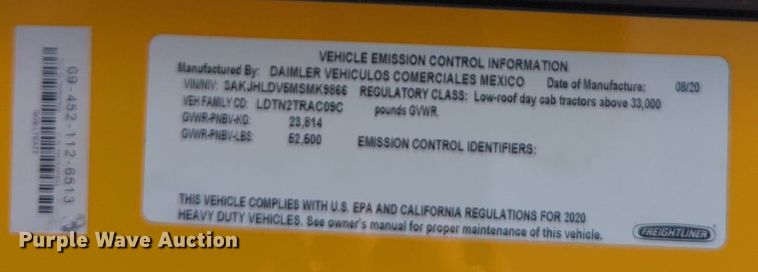 VEHICLE EMISSION CONTROL INFORMATION
Manufactured By: DAIMLER VEHICULOS COMERCIALES MEXICO Date of Manufacture: 08/20
VIN/NIV: 3AKJHLDV5MSMK9866 REGULATORY CLASS: Low-roof day cab tractors above 33,000
VEH FAMILY CD: LDTN2TRAC09C pounds GVWR.
GVWR-PNBV-KG: 23,814
GVWR-PNBV-LBS: 52,500 EMISSION CONTROL IDENTIFIERS:
THIS VEHICLE COMPLIES WITH U.S. EPA AND CALIFORNIA REGULATIONS FOR 2020
HEAVY DUTY VEHICLES. See owner's manual for proper maintenance of this vehicle.
FREIGHTLINER
G9-452-112-6513
Purple Wave Auction